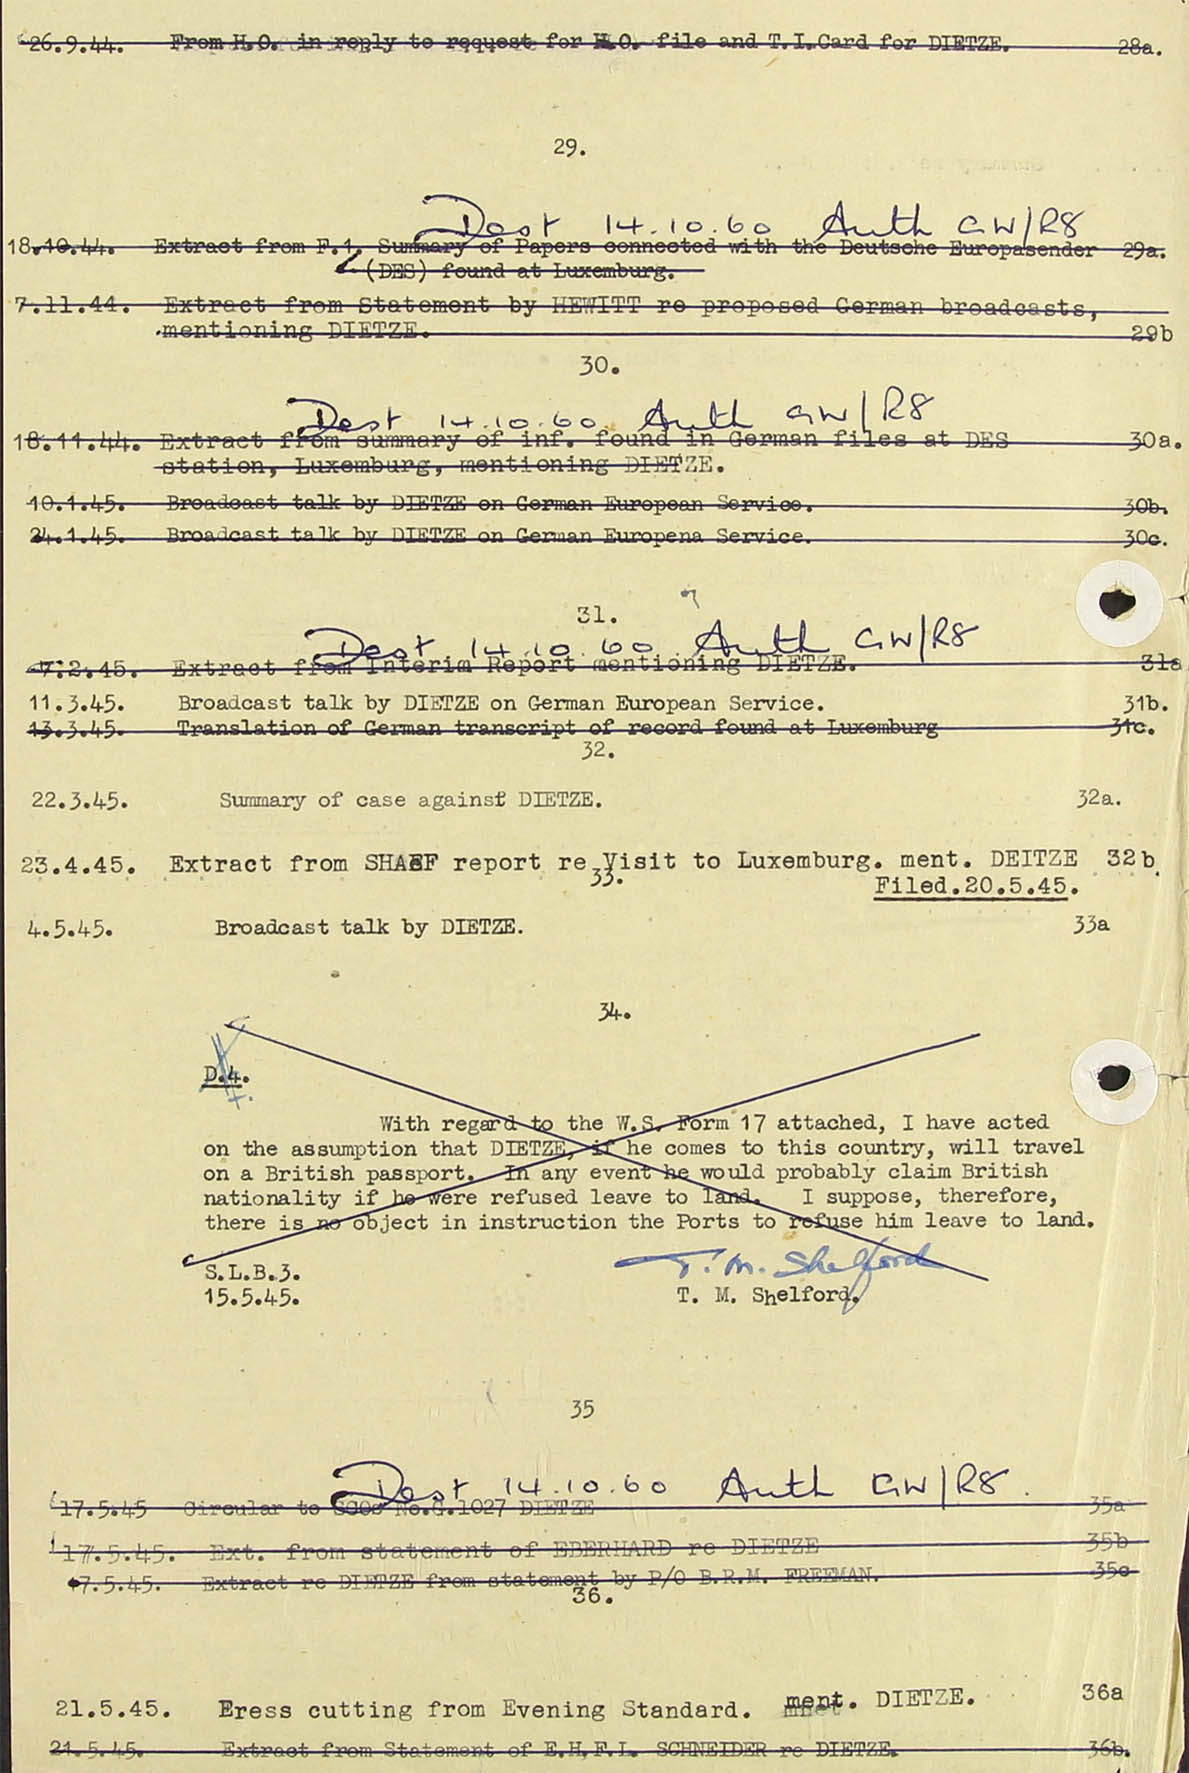 26.9.44. From H.O. in reply to request for H.O. file and T.I.Card for DIETZE. 28a.
29.
Dest 14.10.60 Auth GW/R8
18.10.44. Extract from F.1. Summary of Papers connected with the Deutsche Europasender 29a.
(DES) found at Luxemburg.
7.11.44. Extract from Statement by HEWITT re proposed German broadcasts,
mentioning DIETZE. 29b
30.
Dest 14.10.60 Auth GW/R8
18.11.44. Extract from summary of inf. found in German files at DES 30a.
station, Luxemburg, mentioning DIETZE.
10.1.45. Broadcast talk by DIETZE on German European Service. 30b.
24.1.45. Broadcast talk by DIETZE on German Europena Service. 30c.
31.
Dest 14.10.60 Auth GW/R8
7.2.45. Extract from Interim Report mentioning DIETZE. 31a
11.3.45. Broadcast talk by DIETZE on German European Service. 31b.
13.3.45. Translation of German transcript of record found at Luxemburg 31c.
32.
22.3.45. Summary of case against DIETZE. 32a.
23.4.45. Extract from SHAEF report re Visit to Luxemburg. ment. DEITZE 32b.
33.
Filed.20.5.45.
4.5.45. Broadcast talk by DIETZE. 33a
34.
D.4.
With regard to the W.S. Form 17 attached, I have acted
on the assumption that DIETZE, if he comes to this country, will travel
on a British passport. In any event he would probably claim British
nationality if he were refused leave to land. I suppose, therefore,
there is no object in instruction the Ports to refuse him leave to land.
T. M. Shelford
S.L.B.3.
15.5.45. T. M. Shelford.
35
Dest 14.10.60 Auth GW/R8.
17.5.45 Circular to SCOs No.G.1027 DIETZE 35a
17.5.45. Ext. from statement of EBERHARD re DIETZE 35b
7.5.45. Extract re DIETZE from statement by P/O B.R.M. FREEMAN. 35c
36.
21.5.45. Eress cutting from Evening Standard. ment. DIETZE. 36a
21.5.45. Extract from Statement of E.H.F.L. SCHNEIDER re DIETZE. 36b.